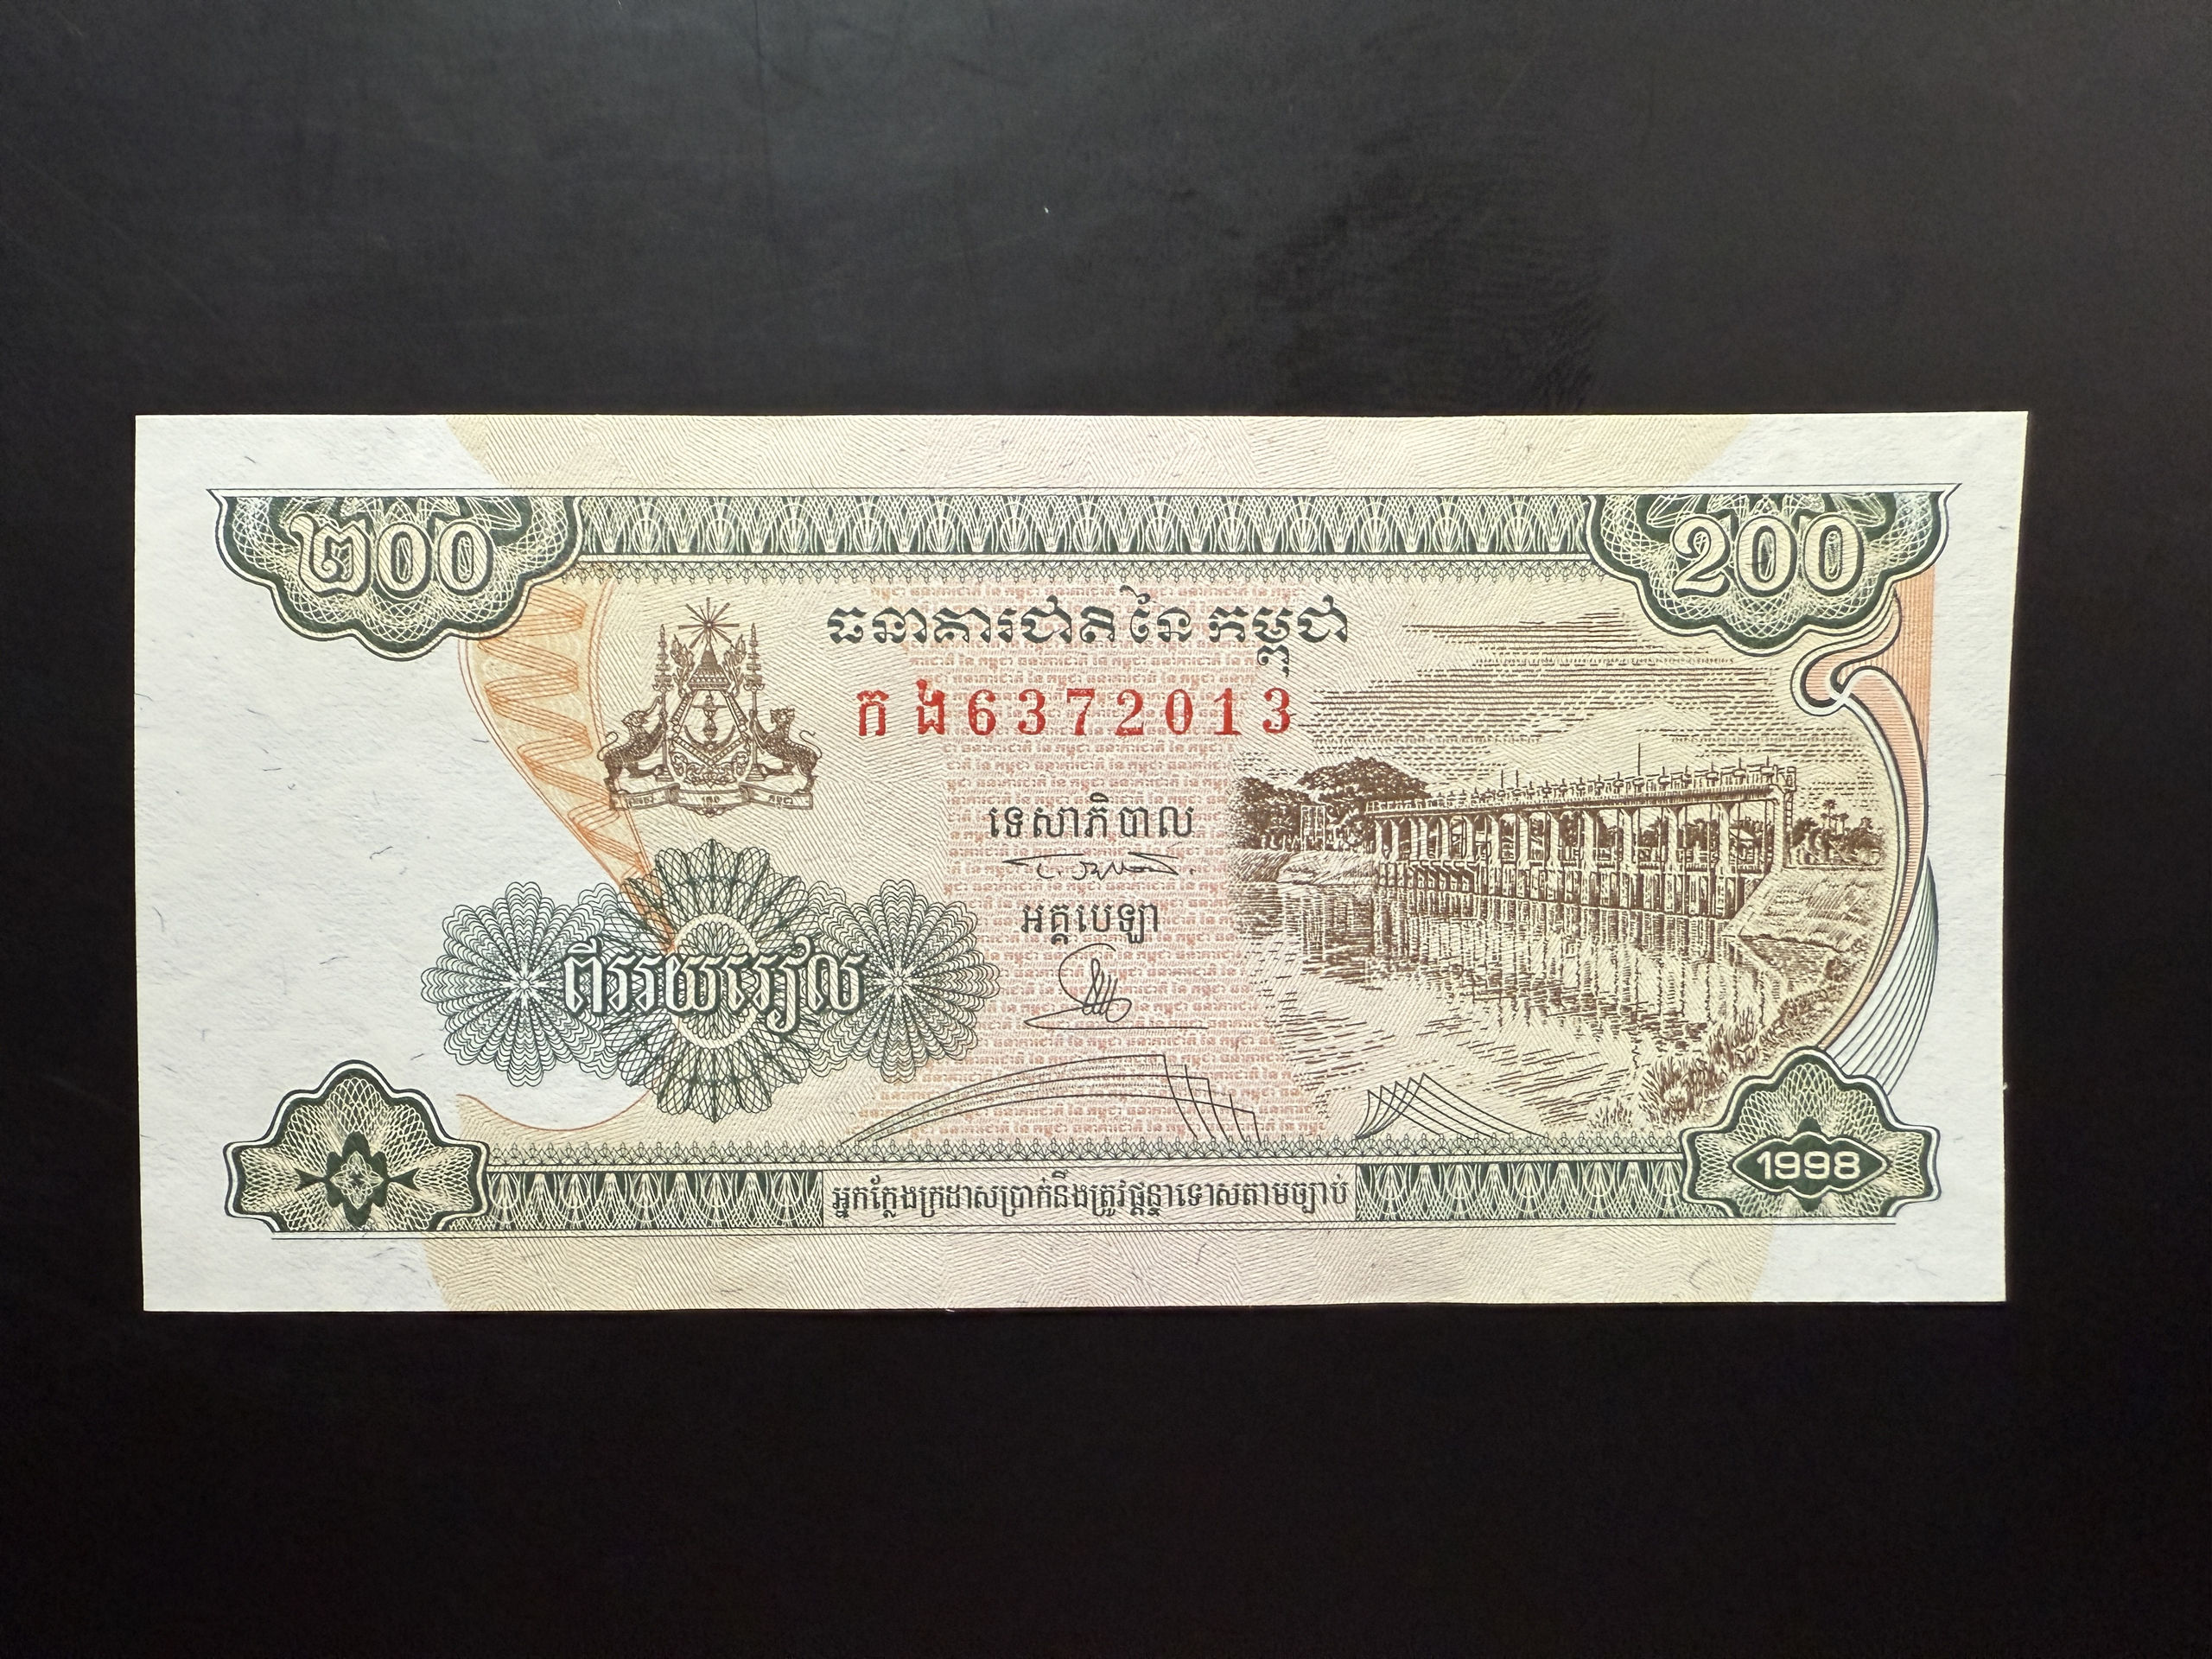 ២០០
200
ធនាគារជាតិ នៃ កម្ពុជា
ក ង 6372013
ទេសាភិបាល
អគ្គបេឡា
ពីររយរៀល
អ្នកក្លែងក្រដាសប្រាក់នឹងត្រូវផ្តន្ទាទោសតាមច្បាប់
1998